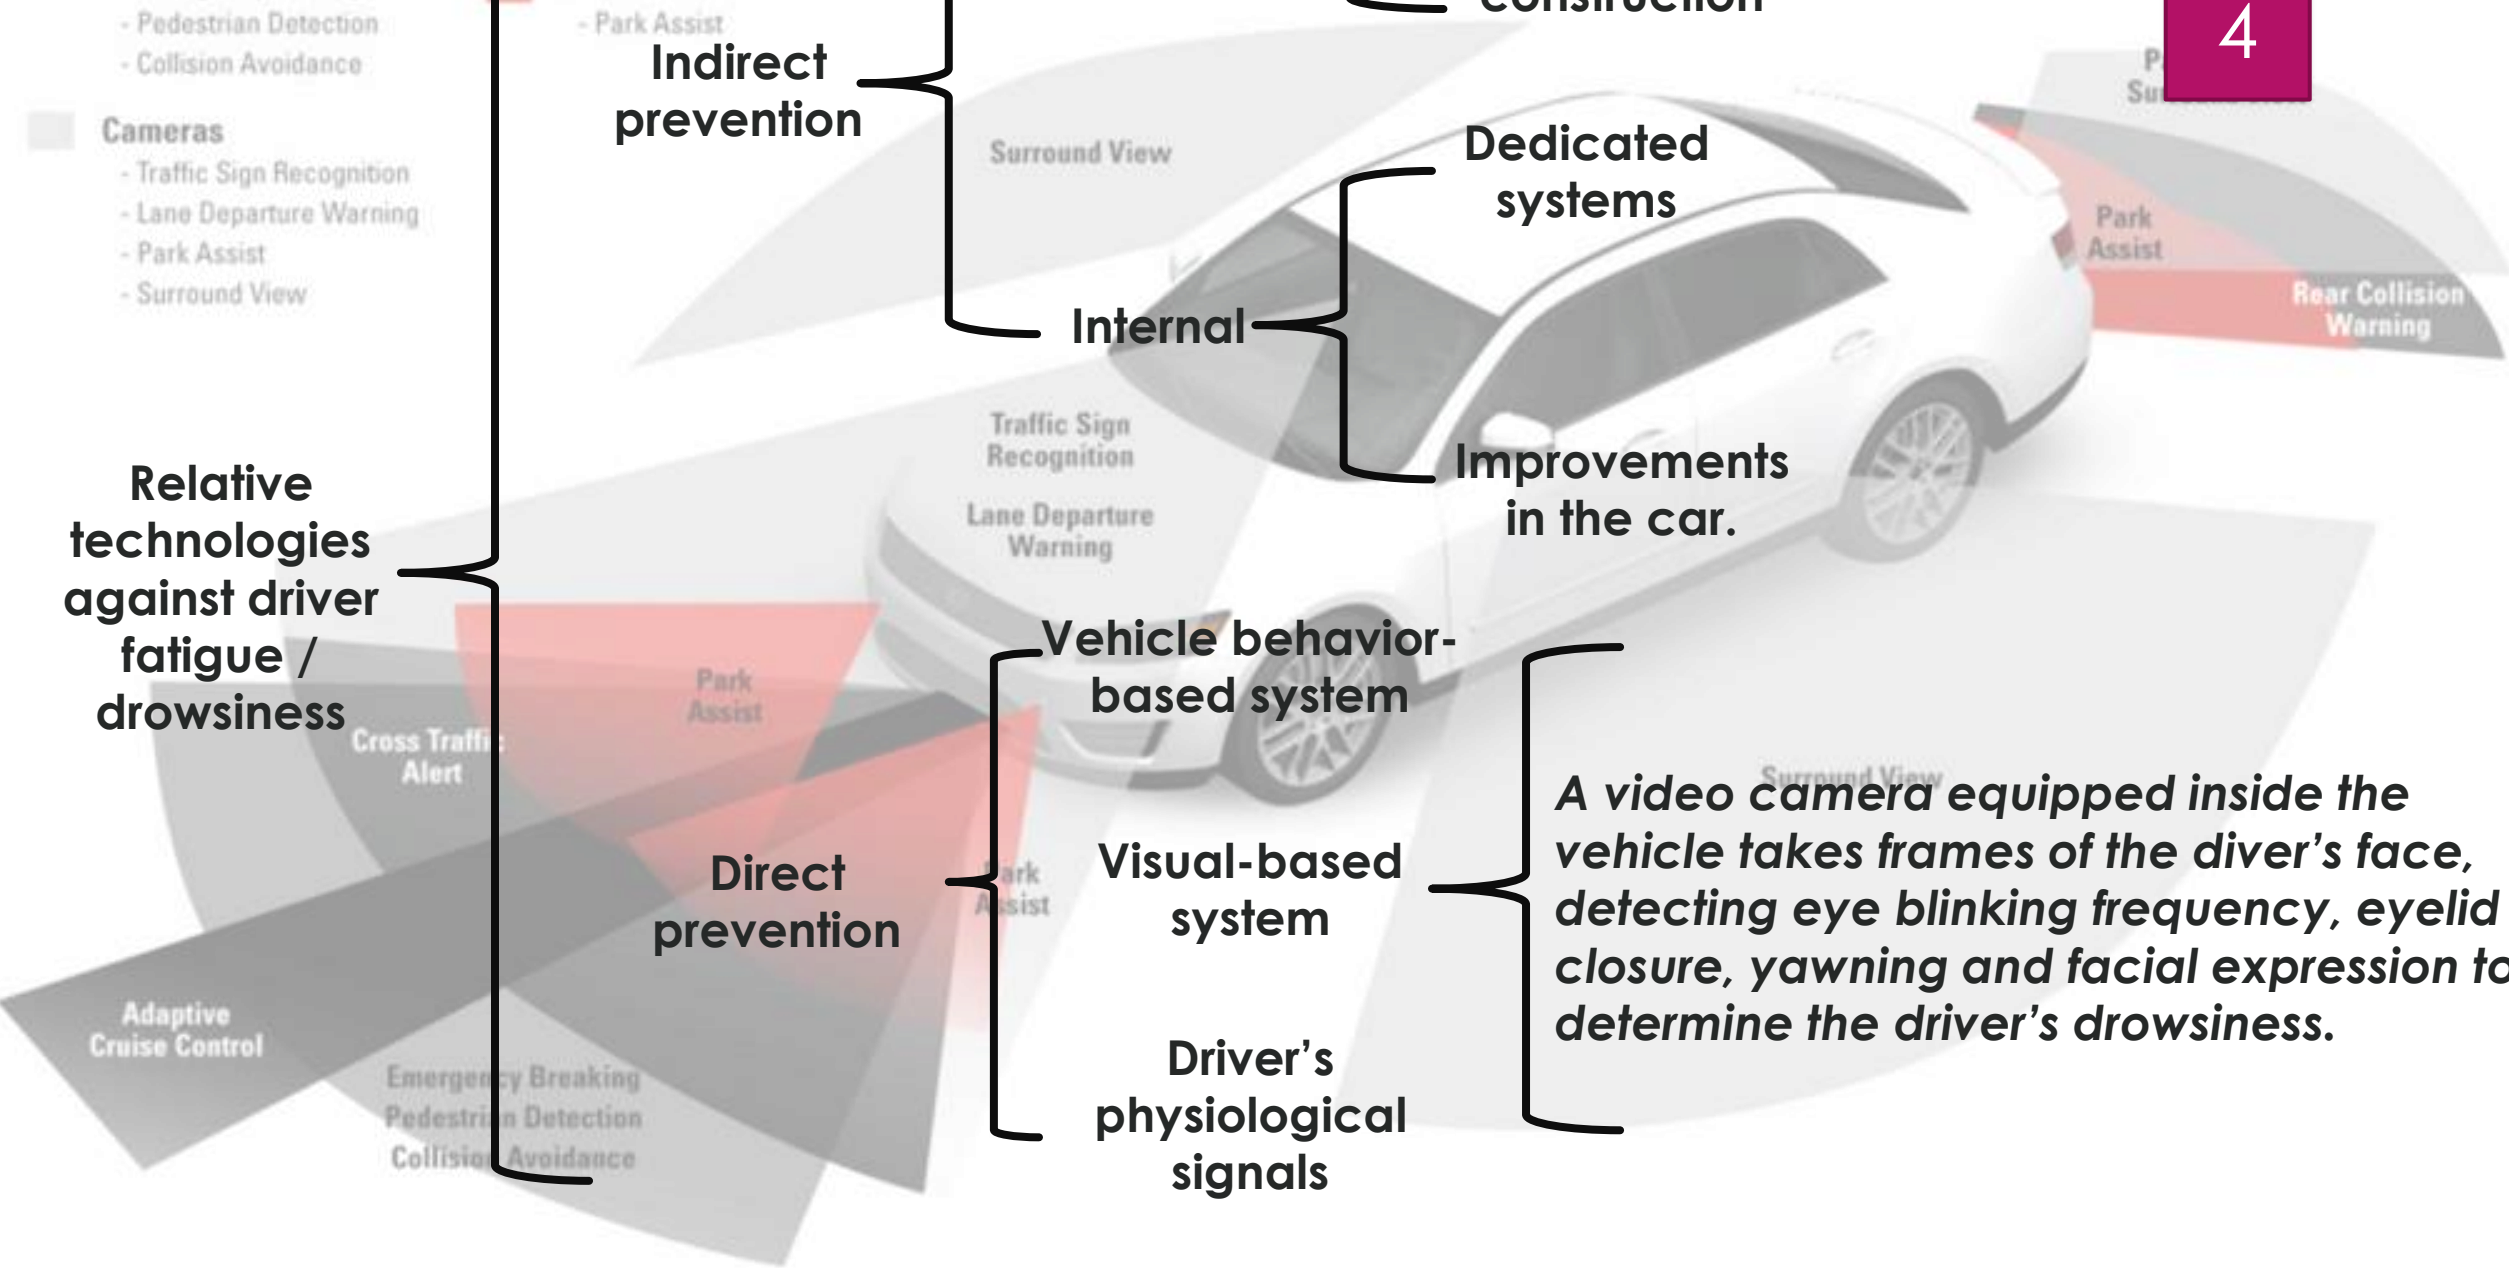 - Pedestrian Detection
- Collision Avoidance
- Park Assist
construction
4
Cameras
- Traffic Sign Recognition
- Lane Departure Warning
- Park Assist
- Surround View
Indirect
prevention
Surround View
Dedicated
systems
Park
Assist
Rear Collision
Warning
Internal
Traffic Sign
Recognition
Lane Departure
Warning
Improvements
in the car.
Relative
technologies
against driver
fatigue /
drowsiness
Vehicle behavior-
based system
Park
Assist
Cross Traffic
Alert
Surround View
A video camera equipped inside the
vehicle takes frames of the diver's face,
detecting eye blinking frequency, eyelid
closure, yawning and facial expression to
determine the driver's drowsiness.
Direct
prevention
Park
Assist
Visual-based
system
Adaptive
Cruise Control
Emergency Breaking
Pedestrian Detection
Collision Avoidance
Driver's
physiological
signals